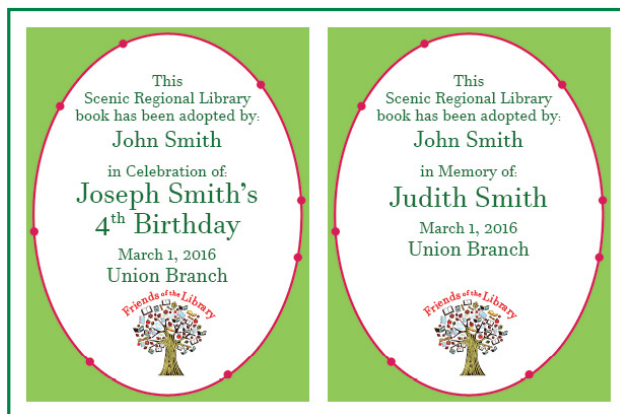 This
Scenic Regional Library
book has been adopted by:
John Smith
in Celebration of:
Joseph Smith's
4th Birthday
March 1, 2016
Union Branch
Friends of the Library
This
Scenic Regional Library
book has been adopted by:
John Smith
in Memory of:
Judith Smith
March 1, 2016
Union Branch
Friends of the Library